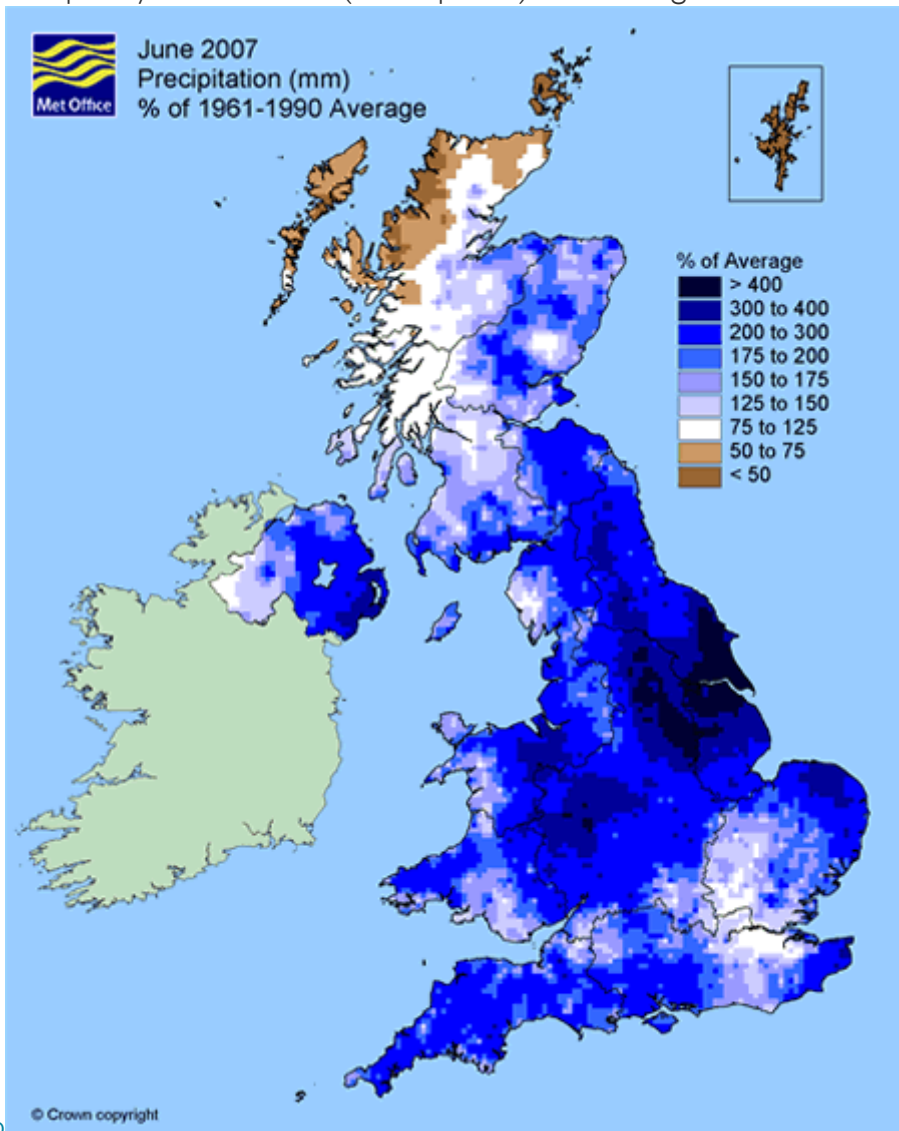 June 2007
Precipitation (mm)
% of 1961-1990 Average
Met Office
% of Average
> 400
300 to 400
200 to 300
175 to 200
150 to 175
125 to 150
75 to 125
50 to 75
< 50
© Crown copyright